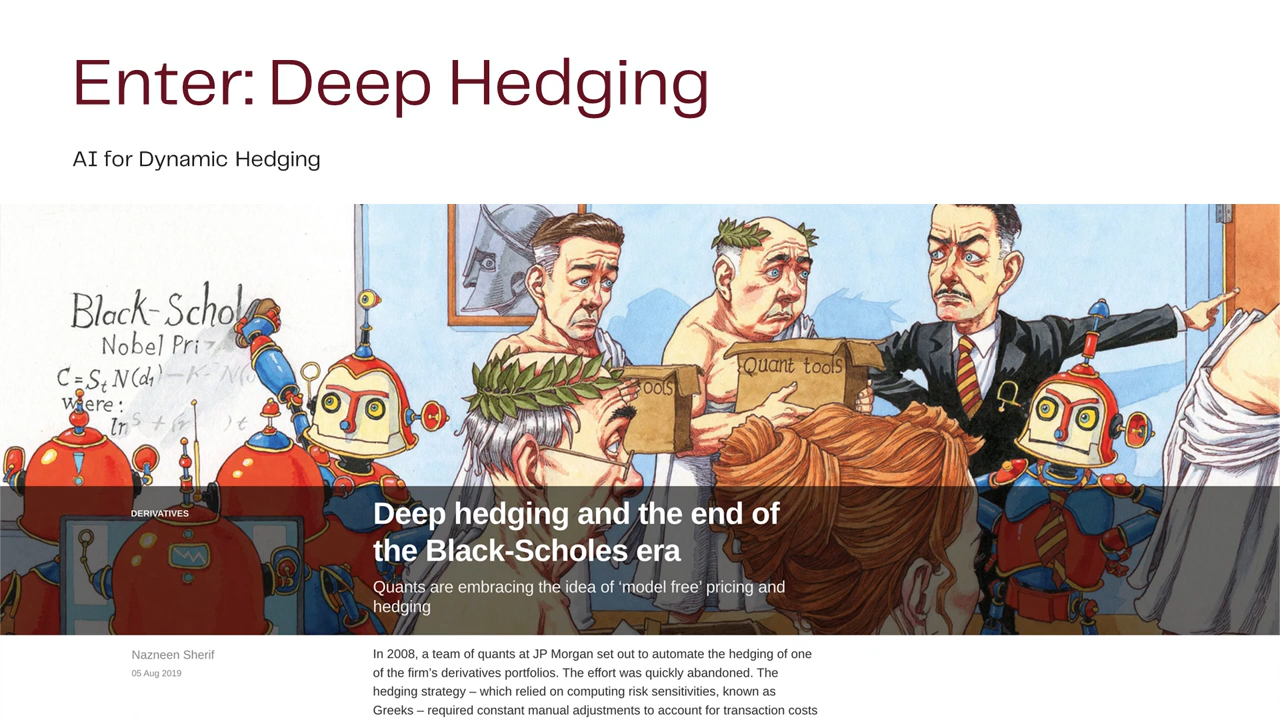 Enter: Deep Hedging
AI for Dynamic Hedging
Black-Schol
Nobel Pri
C = St N(d1) – K - N(d
where:
ln
ools
Quant tools
DERIVATIVES
Deep hedging and the end of
the Black-Scholes era
Quants are embracing the idea of ‘model free’ pricing and
hedging
Nazneen Sherif
05 Aug 2019
In 2008, a team of quants at JP Morgan set out to automate the hedging of one
of the firm’s derivatives portfolios. The effort was quickly abandoned. The
hedging strategy – which relied on computing risk sensitivities, known as
Greeks – required constant manual adjustments to account for transaction costs